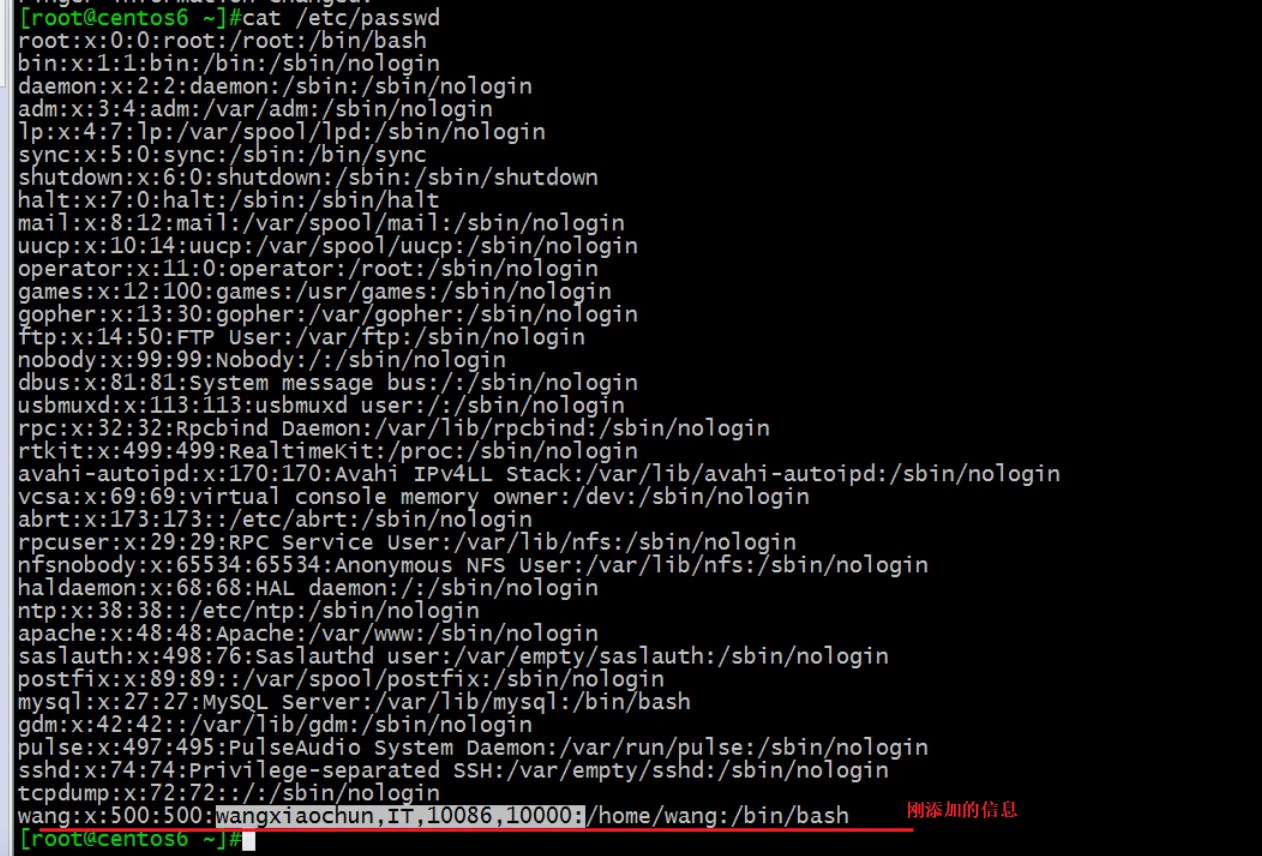 Finger information changed.
[root@centos6 ~]#cat /etc/passwd
root:x:0:0:root:/root:/bin/bash
bin:x:1:1:bin:/bin:/sbin/nologin
daemon:x:2:2:daemon:/sbin:/sbin/nologin
adm:x:3:4:adm:/var/adm:/sbin/nologin
lp:x:4:7:lp:/var/spool/lpd:/sbin/nologin
sync:x:5:0:sync:/sbin:/bin/sync
shutdown:x:6:0:shutdown:/sbin:/sbin/shutdown
halt:x:7:0:halt:/sbin:/sbin/halt
mail:x:8:12:mail:/var/spool/mail:/sbin/nologin
uucp:x:10:14:uucp:/var/spool/uucp:/sbin/nologin
operator:x:11:0:operator:/root:/sbin/nologin
games:x:12:100:games:/usr/games:/sbin/nologin
gopher:x:13:30:gopher:/var/gopher:/sbin/nologin
ftp:x:14:50:FTP User:/var/ftp:/sbin/nologin
nobody:x:99:99:Nobody:/:/sbin/nologin
dbus:x:81:81:System message bus:/:/sbin/nologin
usbmuxd:x:113:113:usbmuxd user:/:/sbin/nologin
rpc:x:32:32:Rpcbind Daemon:/var/lib/rpcbind:/sbin/nologin
rtkit:x:499:499:RealtimeKit:/proc:/sbin/nologin
avahi-autoipd:x:170:170:Avahi IPv4LL Stack:/var/lib/avahi-autoipd:/sbin/nologin
vcsa:x:69:69:virtual console memory owner:/dev:/sbin/nologin
abrt:x:173:173::/etc/abrt:/sbin/nologin
rpcuser:x:29:29:RPC Service User:/var/lib/nfs:/sbin/nologin
nfsnobody:x:65534:65534:Anonymous NFS User:/var/lib/nfs:/sbin/nologin
haldaemon:x:68:68:HAL daemon:/:/sbin/nologin
ntp:x:38:38::/etc/ntp:/sbin/nologin
apache:x:48:48:Apache:/var/www:/sbin/nologin
saslauth:x:498:76:Saslauthd user:/var/empty/saslauth:/sbin/nologin
postfix:x:89:89::/var/spool/postfix:/sbin/nologin
mysql:x:27:27:MySQL Server:/var/lib/mysql:/bin/bash
gdm:x:42:42::/var/lib/gdm:/sbin/nologin
pulse:x:497:495:PulseAudio System Daemon:/var/run/pulse:/sbin/nologin
sshd:x:74:74:Privilege-separated SSH:/var/empty/sshd:/sbin/nologin
tcpdump:x:72:72::/:/sbin/nologin
wang:x:500:500:wangxiaochun,IT,10086,10000:/home/wang:/bin/bash 刚添加的信息
[root@centos6 ~]#